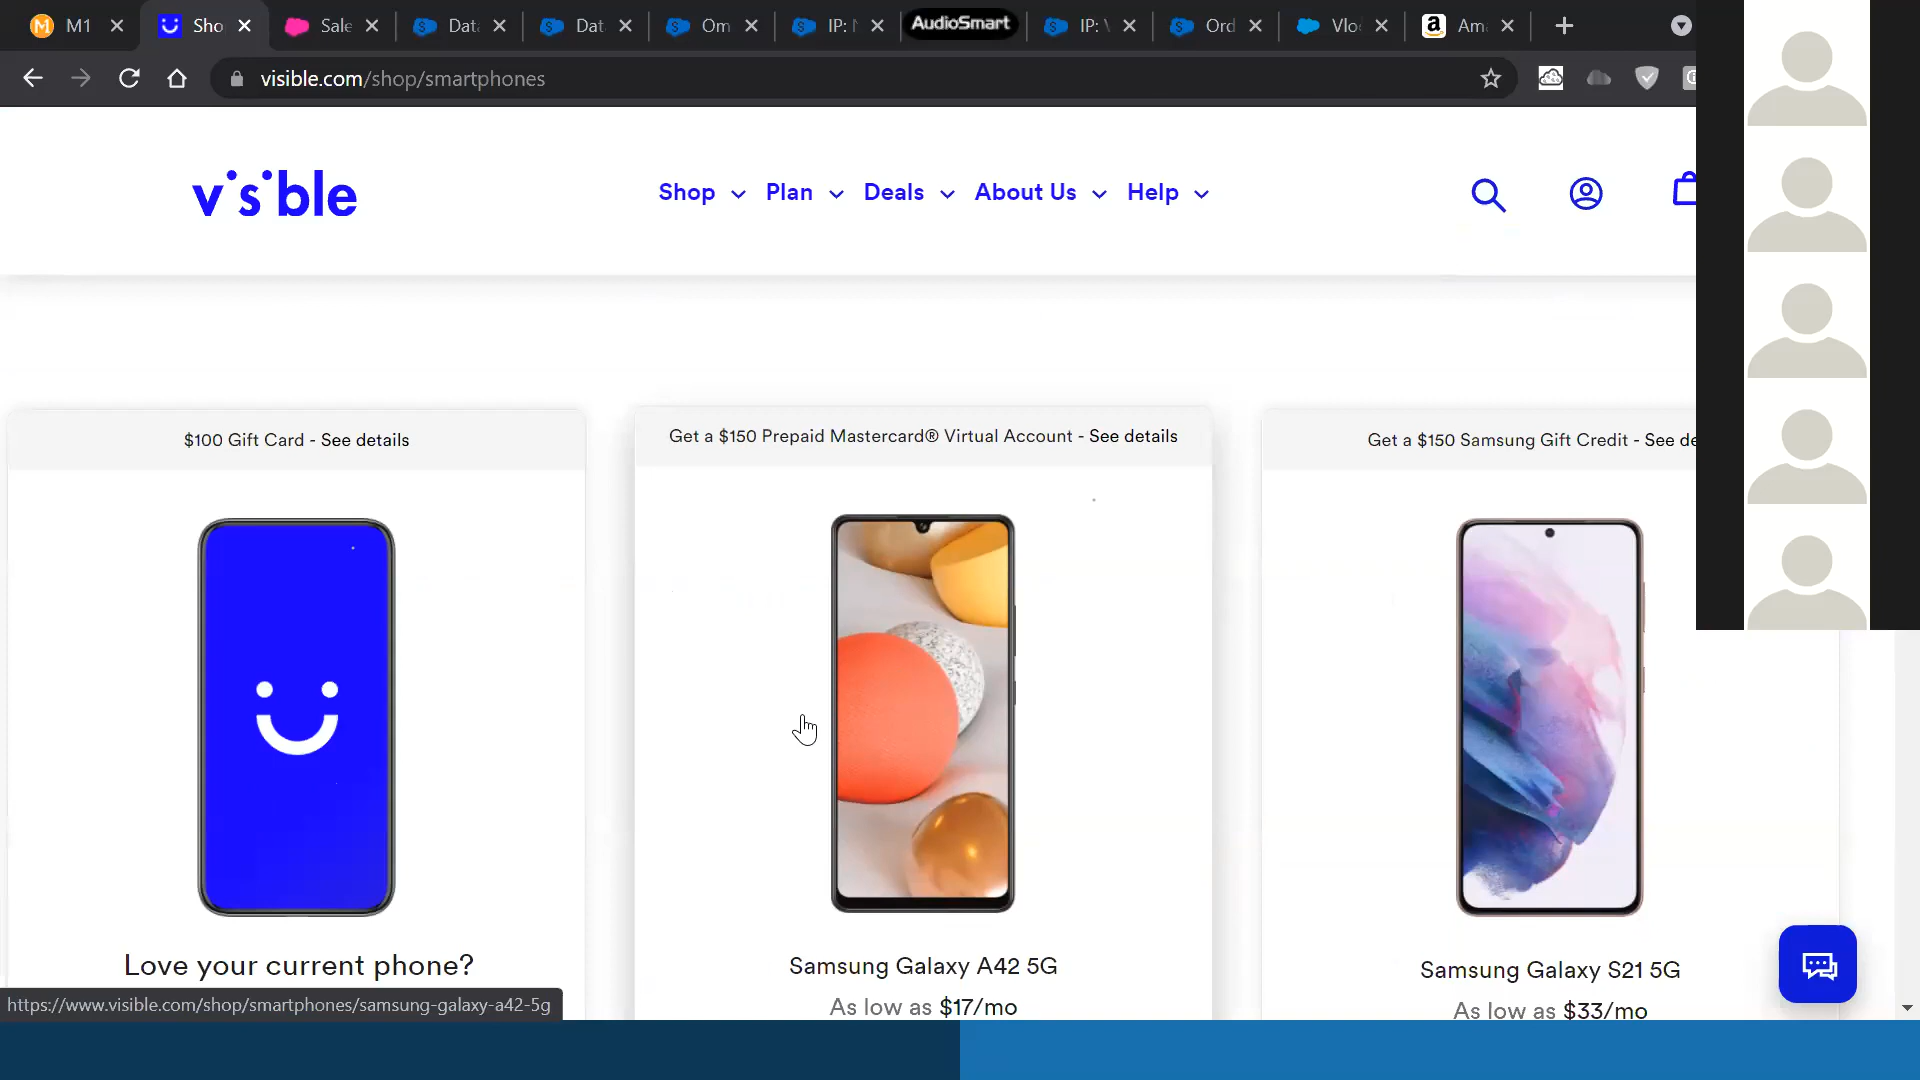 M1
Sho
Sale
Data
Dat
Om
IP: N
AudioSmart
IP: V
Ord
Vlo
Am
visible.com/shop/smartphones
visible
Shop
Plan
Deals
About Us
Help
$100 Gift Card - See details
Get a $150 Prepaid Mastercard® Virtual Account - See details
Get a $150 Samsung Gift Credit - See de
Love your current phone?
Samsung Galaxy A42 5G
Samsung Galaxy S21 5G
https://www.visible.com/shop/smartphones/samsung-galaxy-a42-5g
As low as $17/mo
As low as $33/mo